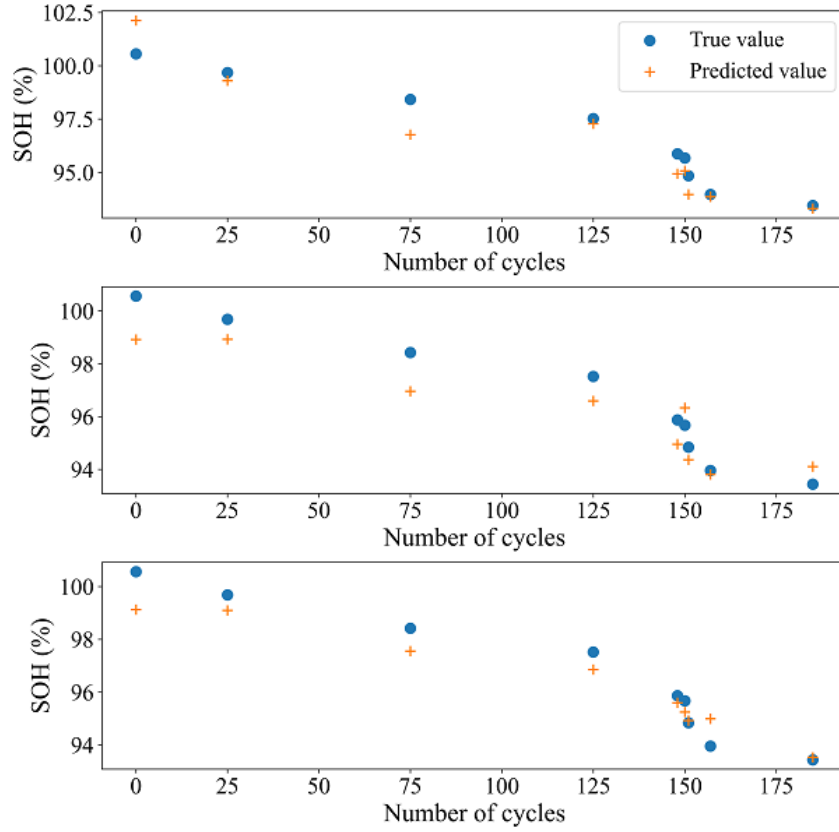 102.5
100.0
97.5
95.0
SOH (%)
True value
Predicted value
0 25 50 75 100 125 150 175
Number of cycles
100
98
96
94
SOH (%)
0 25 50 75 100 125 150 175
Number of cycles
100
98
96
94
SOH (%)
0 25 50 75 100 125 150 175
Number of cycles